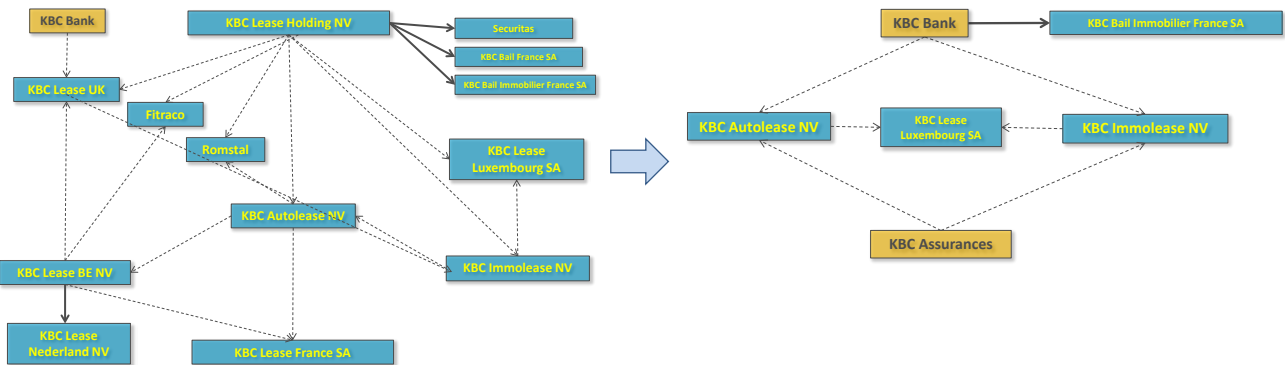 KBC Bank
KBC Lease Holding NV
Securitas
KBC Bail France SA
KBC Bail Immobilier France SA
KBC Lease UK
Fitraco
Romstal
KBC Lease
Luxembourg SA
KBC Autolease NV
KBC Lease BE NV
KBC Immolease NV
KBC Lease
Nederland NV
KBC Lease France SA
KBC Bank
KBC Bail Immobilier France SA
KBC Autolease NV
KBC Lease
Luxembourg SA
KBC Immolease NV
KBC Assurances